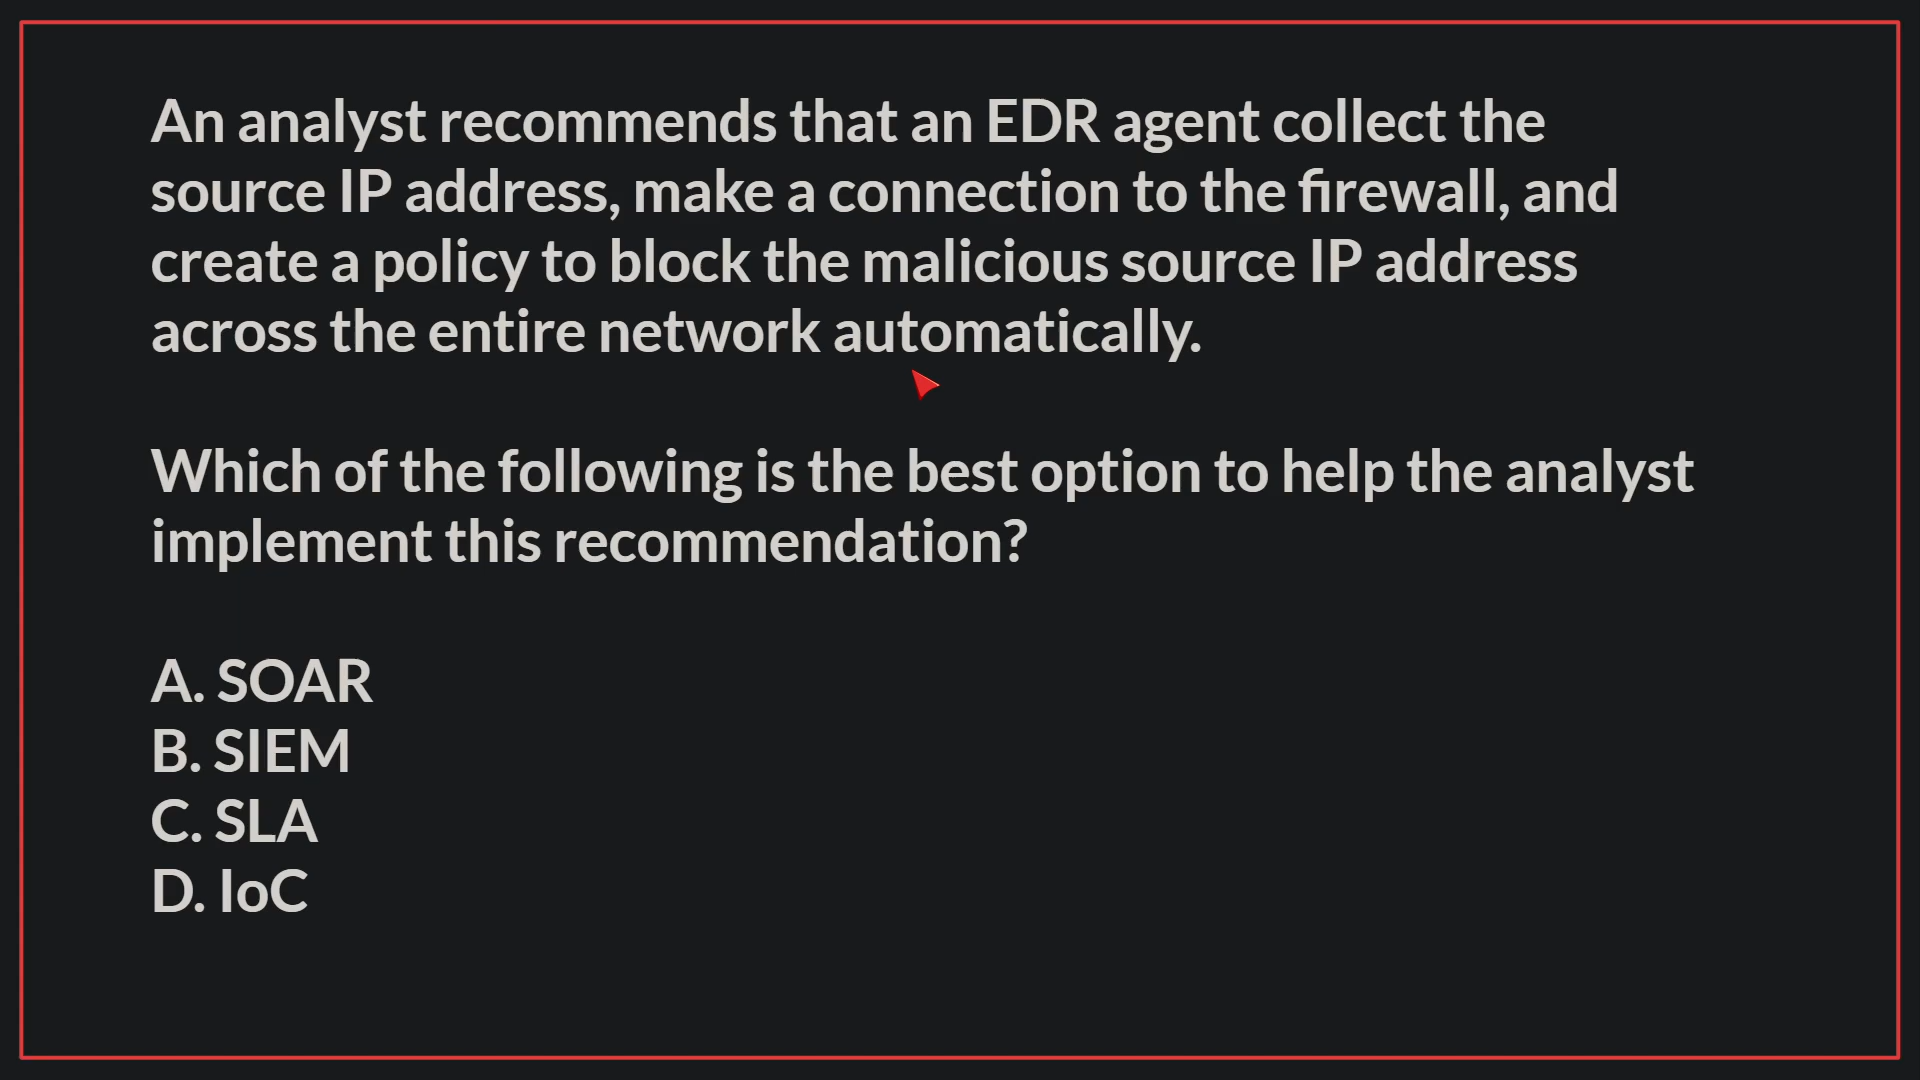 An analyst recommends that an EDR agent collect the
source IP address, make a connection to the firewall, and
create a policy to block the malicious source IP address
across the entire network automatically.
Which of the following is the best option to help the analyst
implement this recommendation?
A. SOAR
B. SIEM
C. SLA
D. IoC